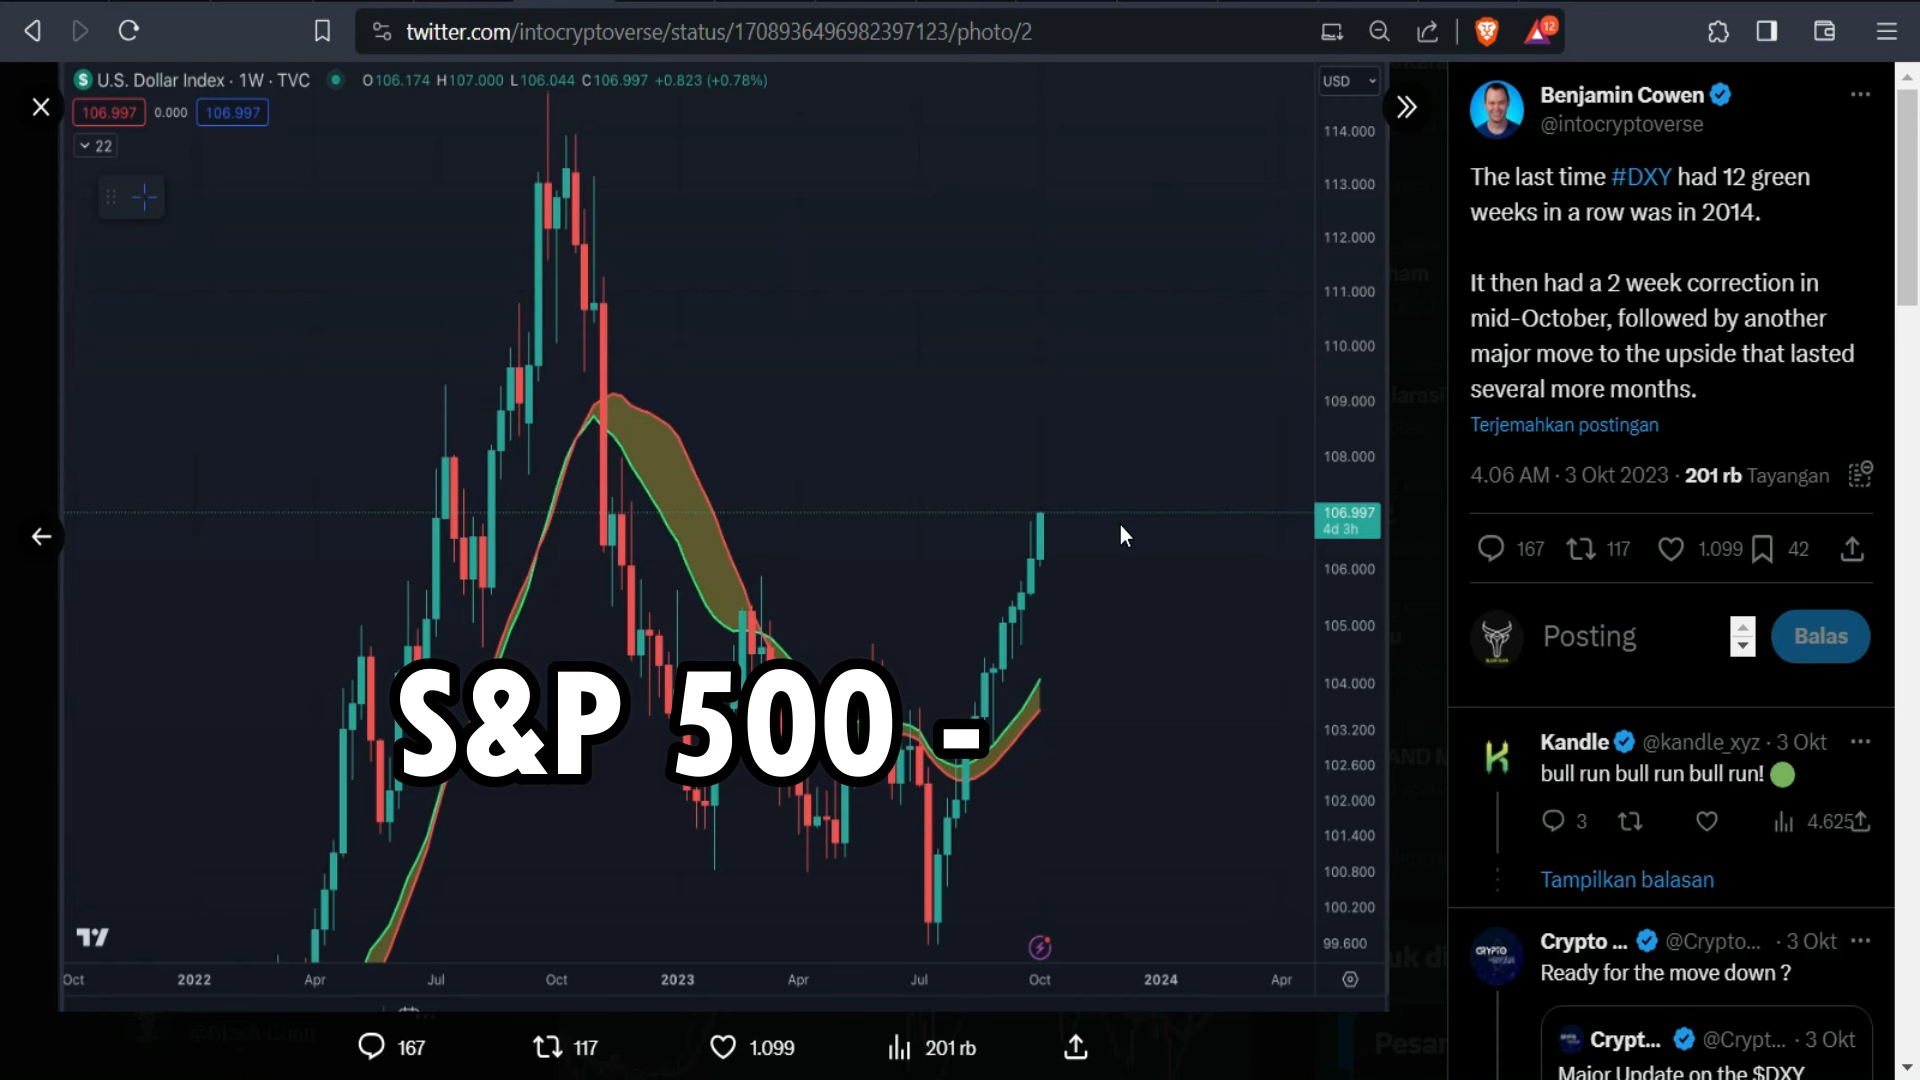 twitter.com/intocryptoverse/status/1708936496982397123/photo/2
12
U.S. Dollar Index · 1W · TVC
O106.174 H107.000 L106.044 C106.997 +0.823 (+0.78%)
106.997 0.000 106.997
22
USD
114.000
113.000
112.000
111.000
110.000
109.000
108.000
106.997
4d 3h
106.000
105.000
104.000
103.200
102.600
102.000
101.400
100.800
100.200
99.600
S&P 500 -
Oct 2022 Apr Jul Oct 2023 Apr Jul Oct 2024 Apr
167 117 1.099 201 rb
Benjamin Cowen
@intocryptoverse
The last time #DXY had 12 green
weeks in a row was in 2014.
It then had a 2 week correction in
mid-October, followed by another
major move to the upside that lasted
several more months.
Terjemahkan postingan
4.06 AM · 3 Okt 2023 · 201 rb Tayangan
167 117 1.099 42
Posting
Balas
Kandle @kandle_xyz · 3 Okt
bull run bull run bull run!
3 4.625
Tampilkan balasan
Crypto ... @Crypto... · 3 Okt
Ready for the move down ?
Crypt... @Crypt... · 3 Okt
Major Update on the $DXY
Pesan